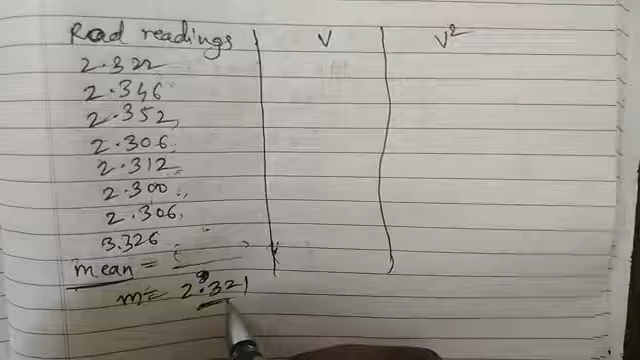 Road readings V V²
2.322
2.346
2.352
2.306
2.312
2.300
2.306
3.326
mean =
m = 2.321